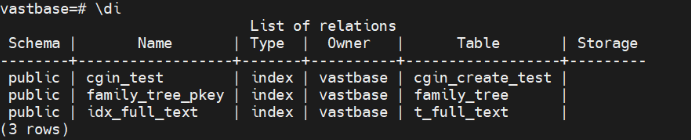 vastbase=# \di
List of relations
Schema | Name | Type | Owner | Table | Storage
--------+------------------+-------+----------+------------------+---------
public | cgin_test | index | vastbase | cgin_create_test |
public | family_tree_pkey | index | vastbase | family_tree |
public | idx_full_text | index | vastbase | t_full_text |
(3 rows)